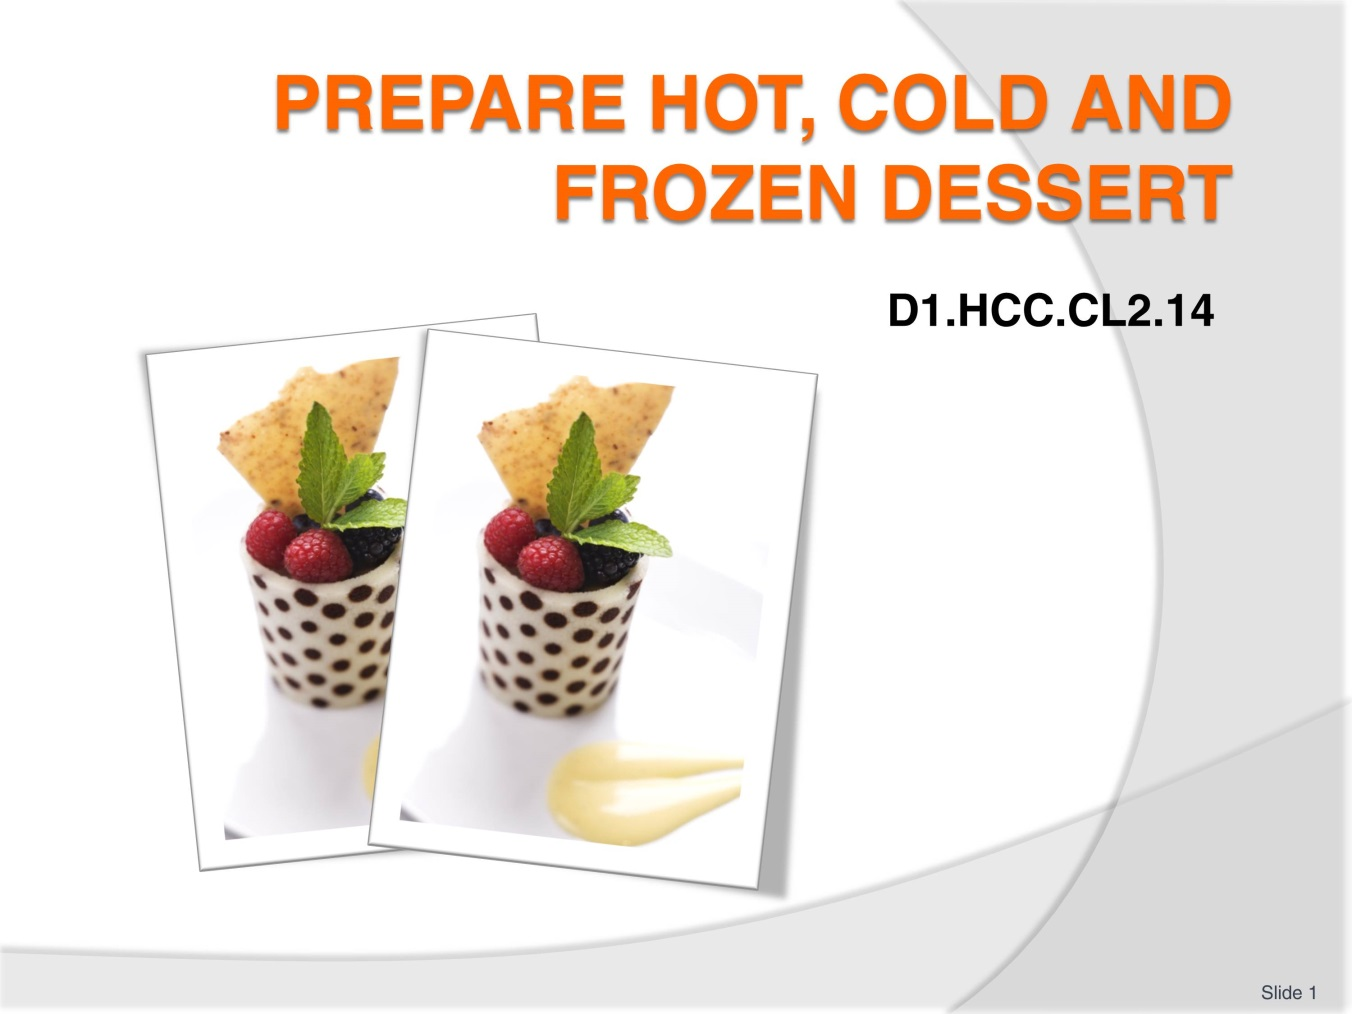 PREPARE HOT, COLD AND
FROZEN DESSERT
D1.HCC.CL2.14
Slide 1